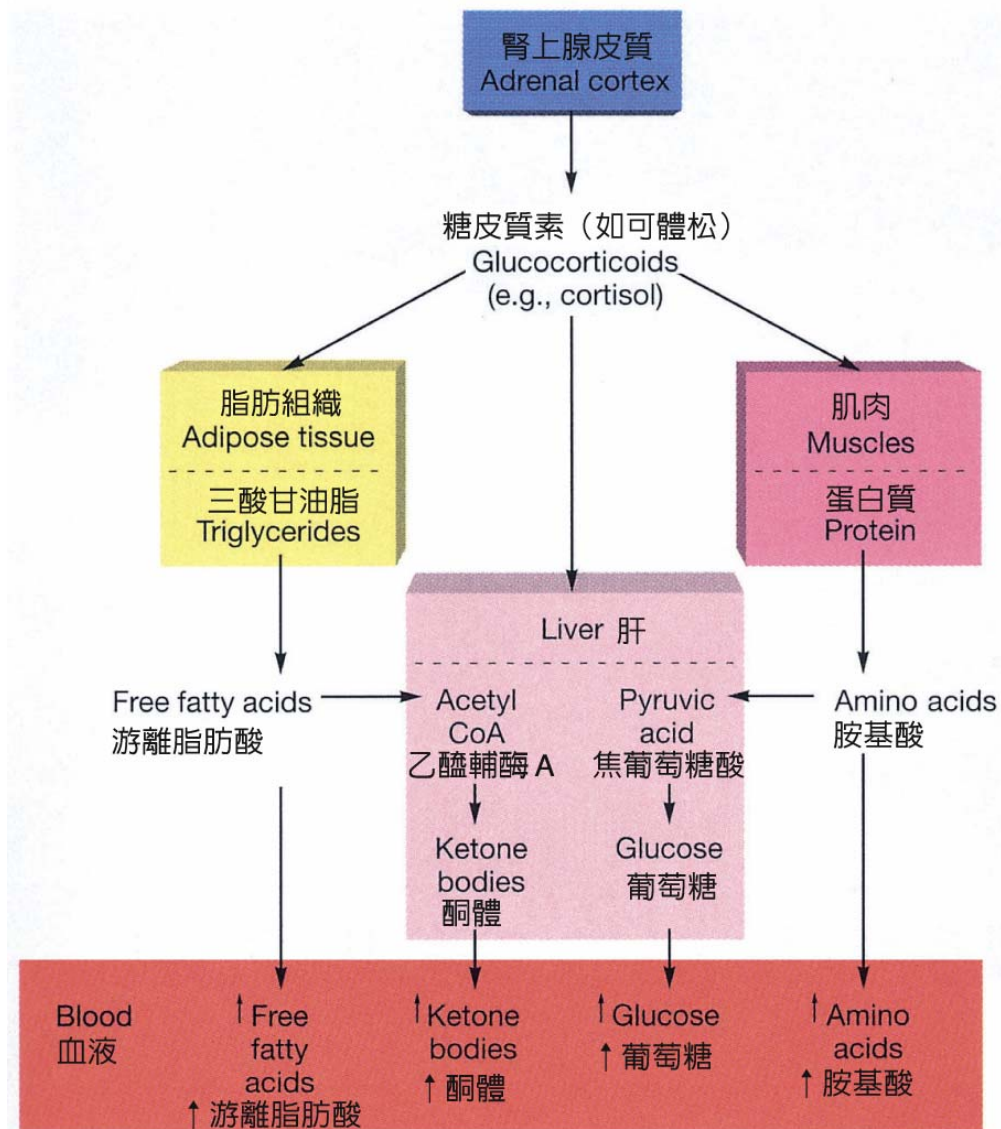 腎上腺皮質
Adrenal cortex
糖皮質素（如可體松）
Glucocorticoids
(e.g., cortisol)
脂肪組織
Adipose tissue
三酸甘油脂
Triglycerides
肌肉
Muscles
蛋白質
Protein
Liver 肝
Free fatty acids
游離脂肪酸
Acetyl
CoA
乙醯輔酶A
Pyruvic
acid
焦葡萄糖酸
Amino acids
胺基酸
Ketone
bodies
酮體
Glucose
葡萄糖
Blood
血液
↑Free
fatty
acids
↑ 游離脂肪酸
↑Ketone
bodies
↑ 酮體
↑Glucose
↑ 葡萄糖
↑Amino
acids
↑ 胺基酸